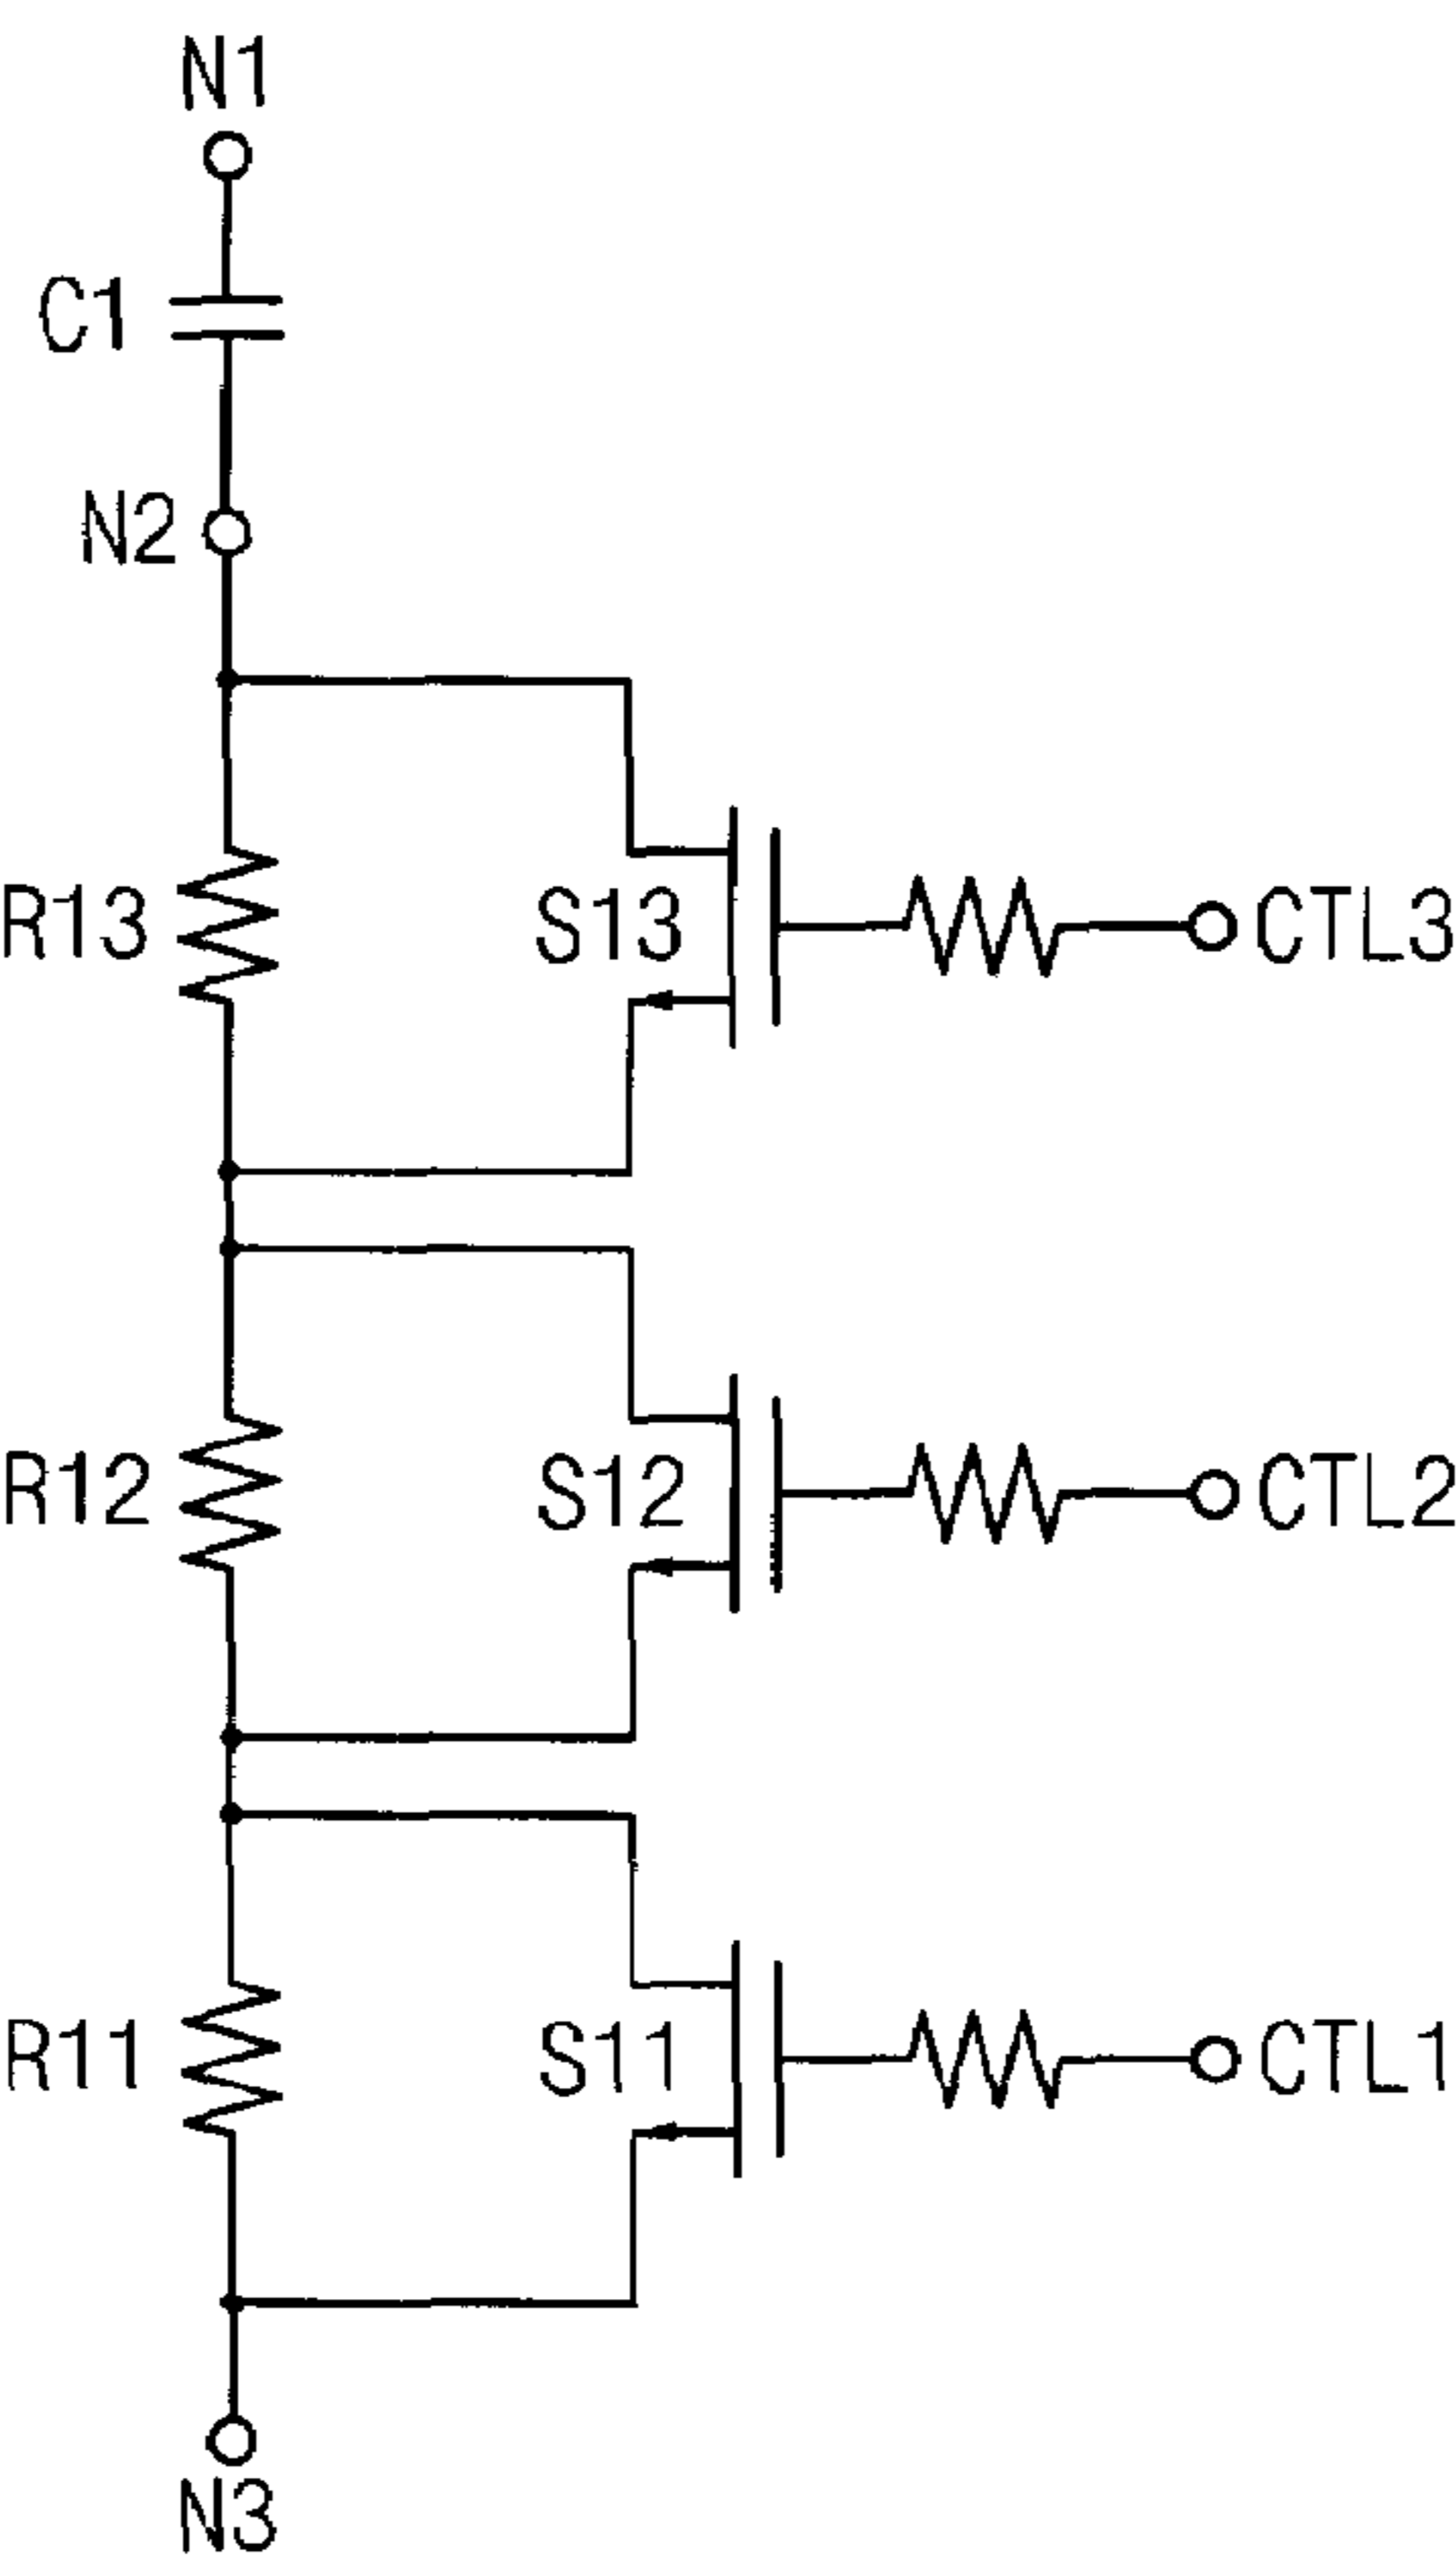 N1
C1
N2
R13 S13 CTL3
R12 S12 CTL2
R11 S11 CTL1
N3